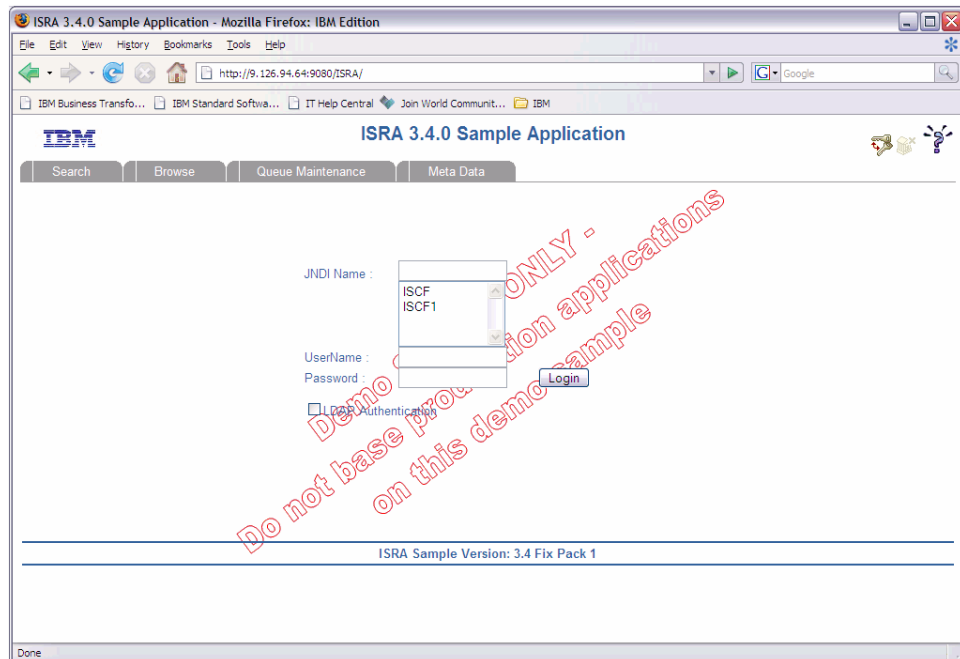 ISRA 3.4.0 Sample Application - Mozilla Firefox: IBM Edition
File Edit View History Bookmarks Tools Help
http://9.126.94.64:9080/ISRA/
G Google
IBM Business Transfo... IBM Standard Softwa... IT Help Central Join World Communit... IBM
IBM
ISRA 3.4.0 Sample Application
Search Browse Queue Maintenance Meta Data
JNDI Name :
ISCF
ISCF1
UserName :
Password :
Login
LDAP Authentication
Demo ONLY -
Do not base production applications
on this demo sample
ISRA Sample Version: 3.4 Fix Pack 1
Done